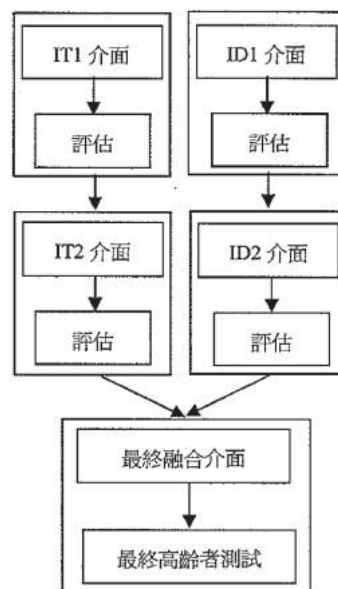 IT1 介面
評估
ID1 介面
評估
IT2 介面
評估
ID2 介面
評估
最終融合介面
最終高齡者測試